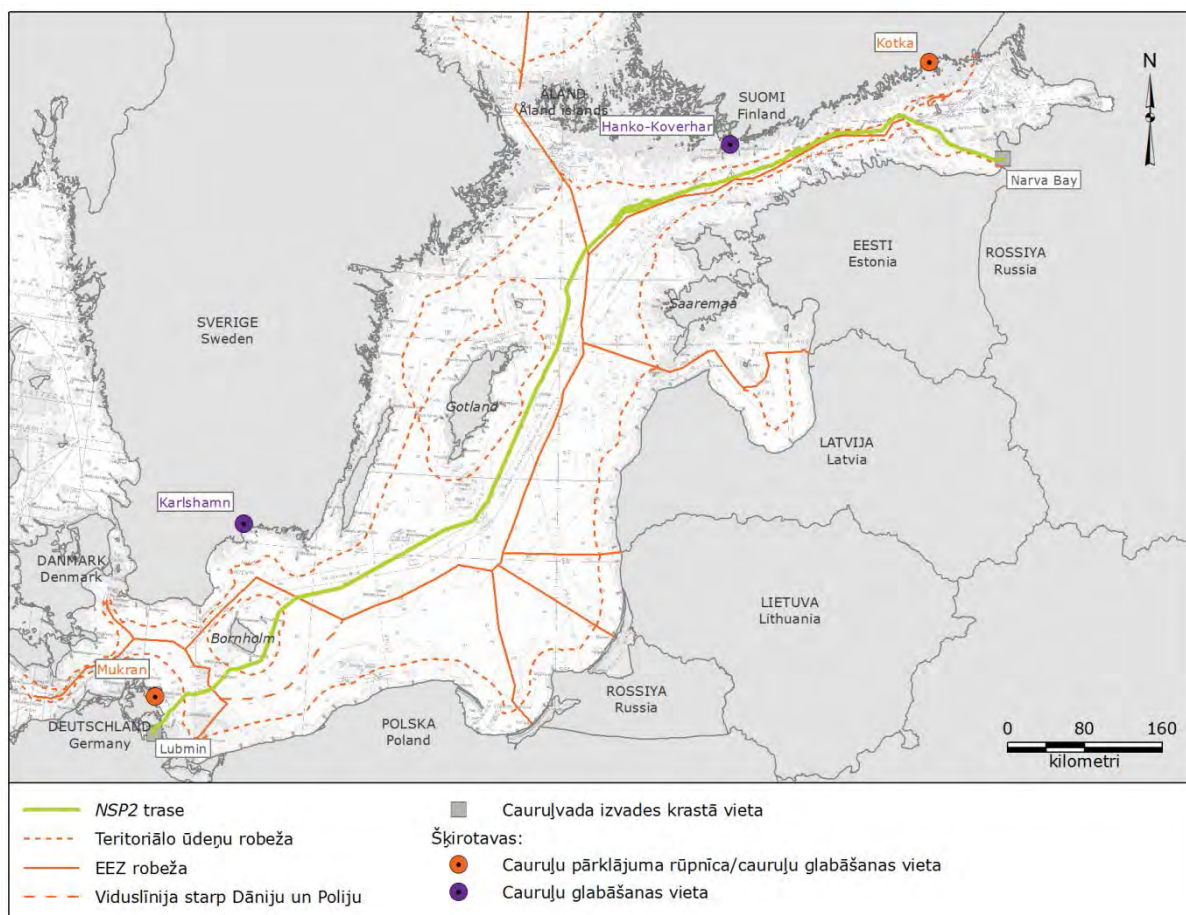 Kotka
N
ÅLAND
Åland islands
SUOMI
Finland
Hanko-Koverhar
Narva Bay
EESTI
Estonia
ROSSIYA
Russia
SVERIGE
Sweden
Saaremaa
Gotland
LATVIJA
Latvia
Karlshamn
DANMARK
Denmark
LIETUVA
Lithuania
Bornholm
Mukran
ROSSIYA
Russia
DEUTSCHLAND
Germany
Lubmin
POLSKA
Poland
0 80 160
kilometri
NSP2 trase
Teritoriālo ūdeņu robeža
EEZ robeža
Viduslīnija starp Dāniju un Poliju
Cauruļvada izvades krastā vieta
Šķirotavas:
Cauruļu pārklājuma rūpnīca/cauruļu glabāšanas vieta
Cauruļu glabāšanas vieta